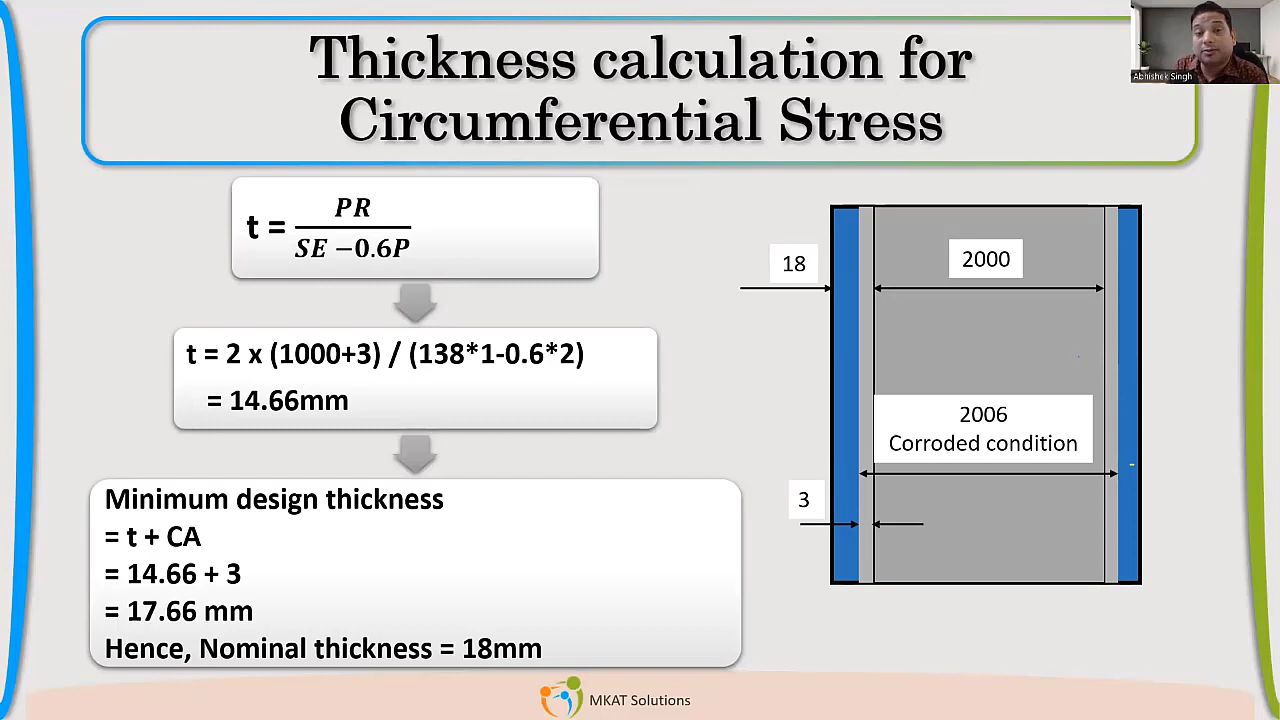 Thickness calculation for
Circumferential Stress
Abhishek Singh
t = PR / SE −0.6P
t = 2 x (1000+3) / (138*1-0.6*2)
= 14.66mm
Minimum design thickness
= t + CA
= 14.66 + 3
= 17.66 mm
Hence, Nominal thickness = 18mm
18
2000
2006
Corroded condition
3
MKAT Solutions